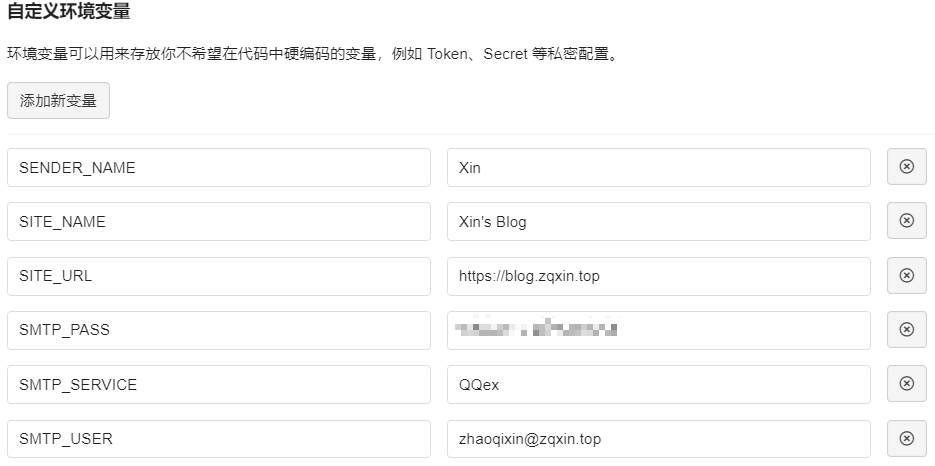 自定义环境变量
环境变量可以用来存放你不希望在代码中硬编码的变量，例如 Token、Secret 等私密配置。
添加新变量
SENDER_NAME Xin
SITE_NAME Xin's Blog
SITE_URL https://blog.zqxin.top
SMTP_PASS
SMTP_SERVICE QQex
SMTP_USER zhaoqixin@zqxin.top